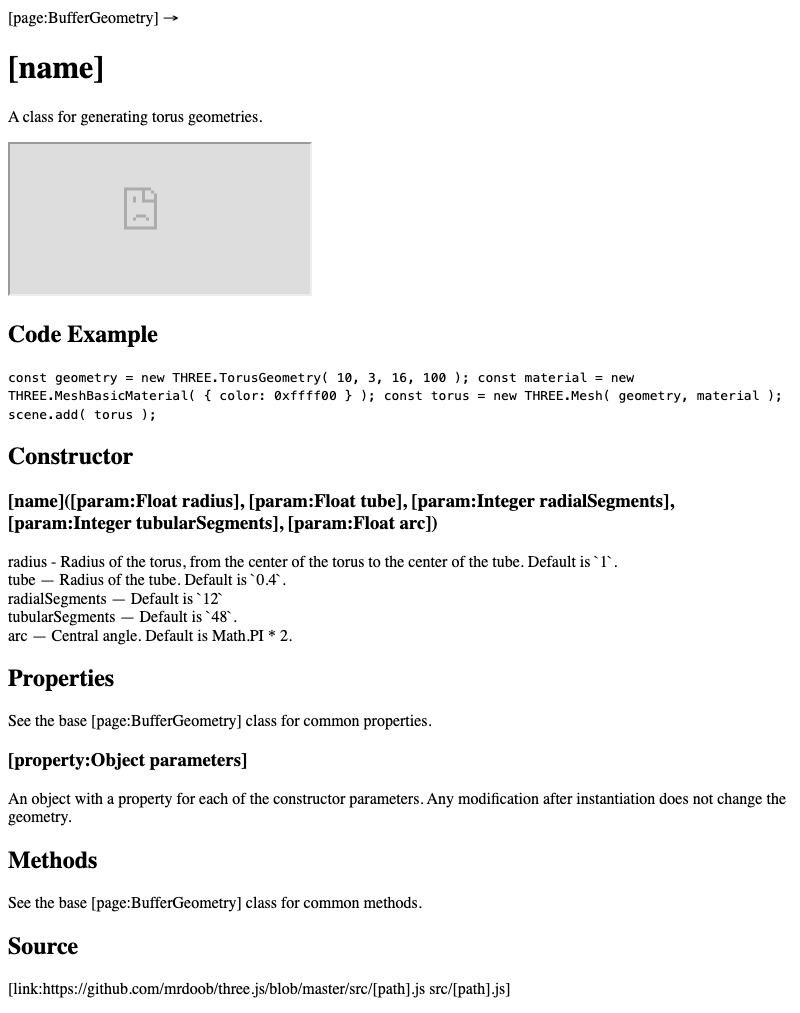 [page:BufferGeometry] →
[name]
A class for generating torus geometries.
Code Example
const geometry = new THREE.TorusGeometry( 10, 3, 16, 100 ); const material = new
THREE.MeshBasicMaterial( { color: 0xffff00 } ); const torus = new THREE.Mesh( geometry, material );
scene.add( torus );
Constructor
[name]([param:Float radius], [param:Float tube], [param:Integer radialSegments],
[param:Integer tubularSegments], [param:Float arc])
radius - Radius of the torus, from the center of the torus to the center of the tube. Default is `1`.
tube — Radius of the tube. Default is `0.4`.
radialSegments — Default is `12`
tubularSegments — Default is `48`.
arc — Central angle. Default is Math.PI * 2.
Properties
See the base [page:BufferGeometry] class for common properties.
[property:Object parameters]
An object with a property for each of the constructor parameters. Any modification after instantiation does not change the
geometry.
Methods
See the base [page:BufferGeometry] class for common methods.
Source
[link:https://github.com/mrdoob/three.js/blob/master/src/[path].js src/[path].js]